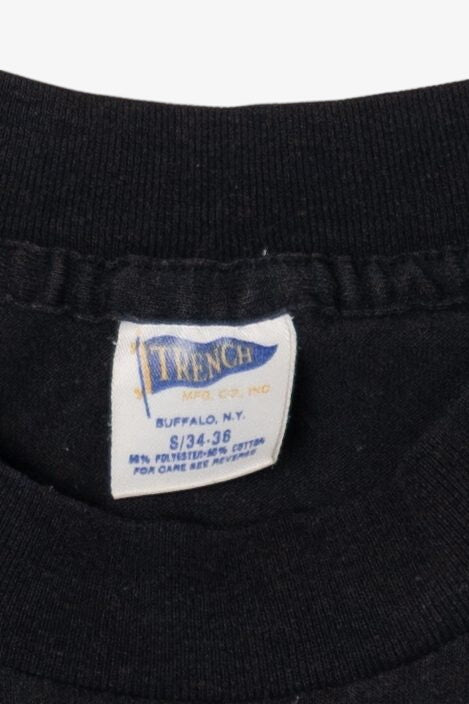 TRENCH
MFG. CO., INC
BUFFALO, N.Y.
S/34-36
50% POLYESTER-50% COTTON
FOR CARE SEE REVERSE